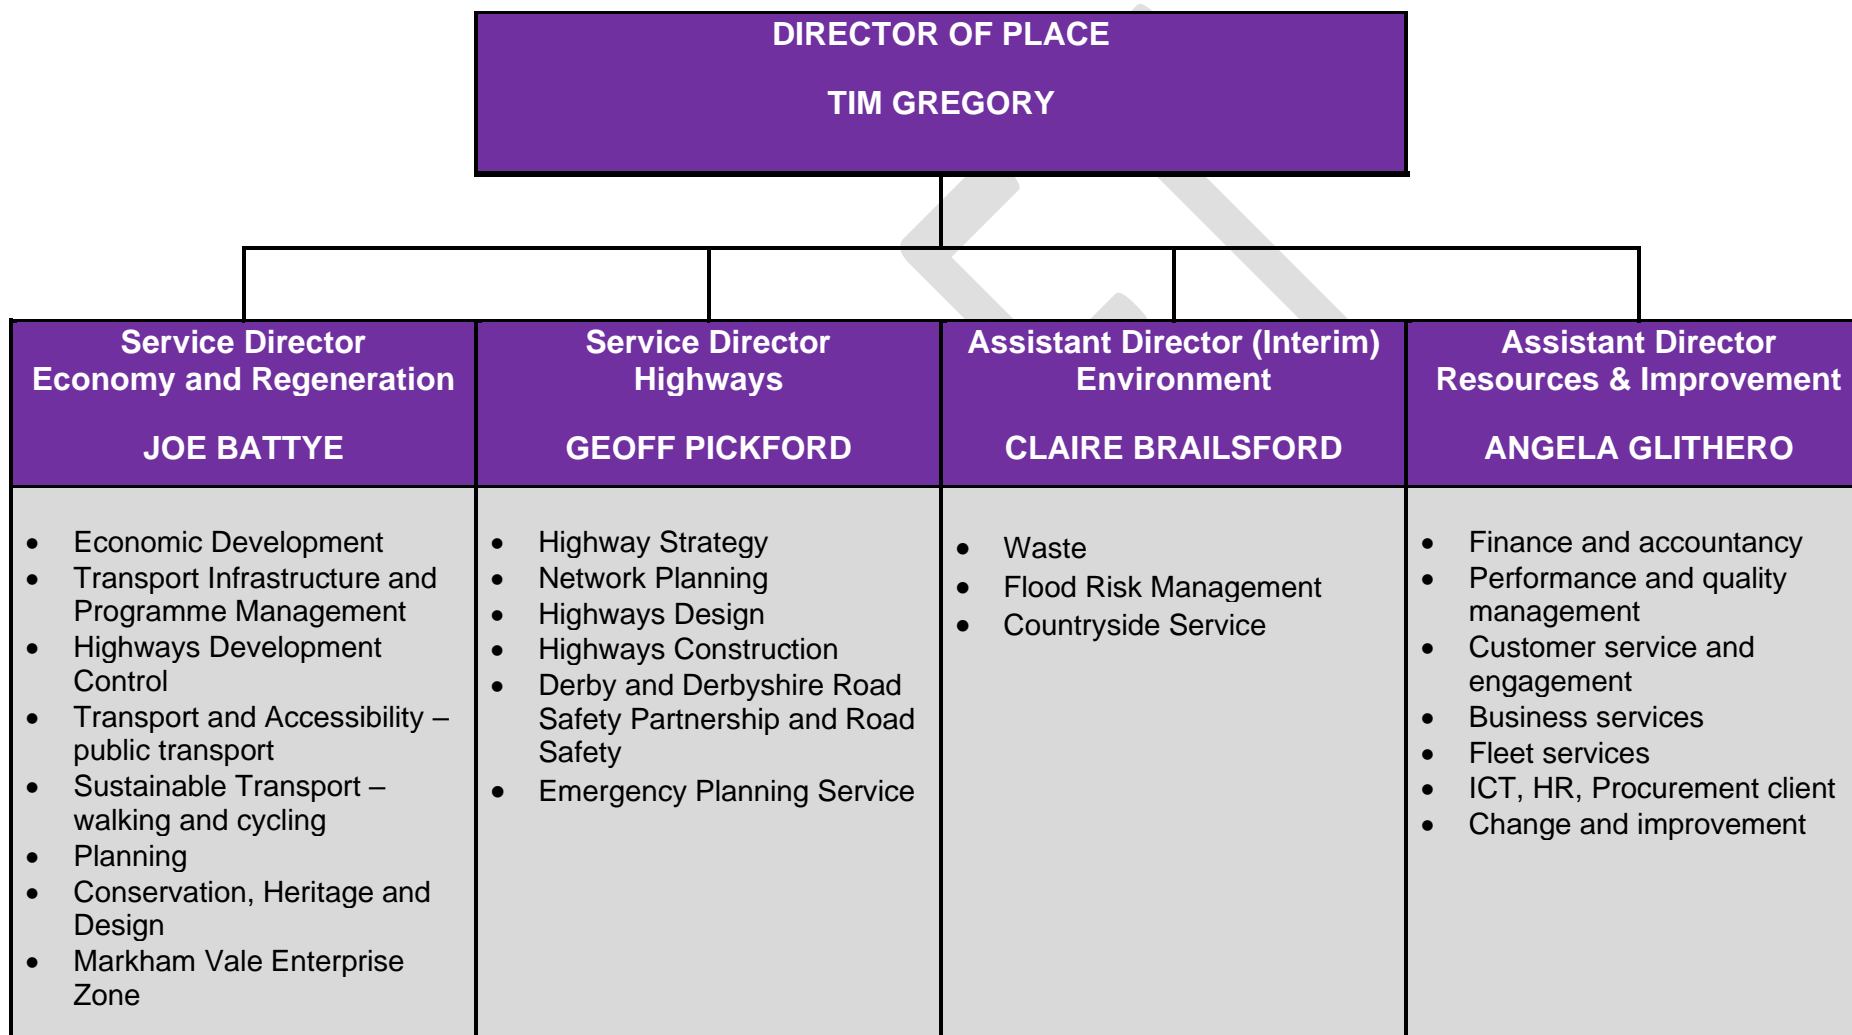 DIRECTOR OF PLACE
TIM GREGORY
Service Director
Economy and Regeneration
JOE BATTYE
• Economic Development
• Transport Infrastructure and
Programme Management
• Highways Development
Control
• Transport and Accessibility –
public transport
• Sustainable Transport –
walking and cycling
• Planning
• Conservation, Heritage and
Design
• Markham Vale Enterprise
Zone
Service Director
Highways
GEOFF PICKFORD
• Highway Strategy
• Network Planning
• Highways Design
• Highways Construction
• Derby and Derbyshire Road
Safety Partnership and Road
Safety
• Emergency Planning Service
Assistant Director (Interim)
Environment
CLAIRE BRAILSFORD
• Waste
• Flood Risk Management
• Countryside Service
Assistant Director
Resources & Improvement
ANGELA GLITHERO
• Finance and accountancy
• Performance and quality
management
• Customer service and
engagement
• Business services
• Fleet services
• ICT, HR, Procurement client
• Change and improvement